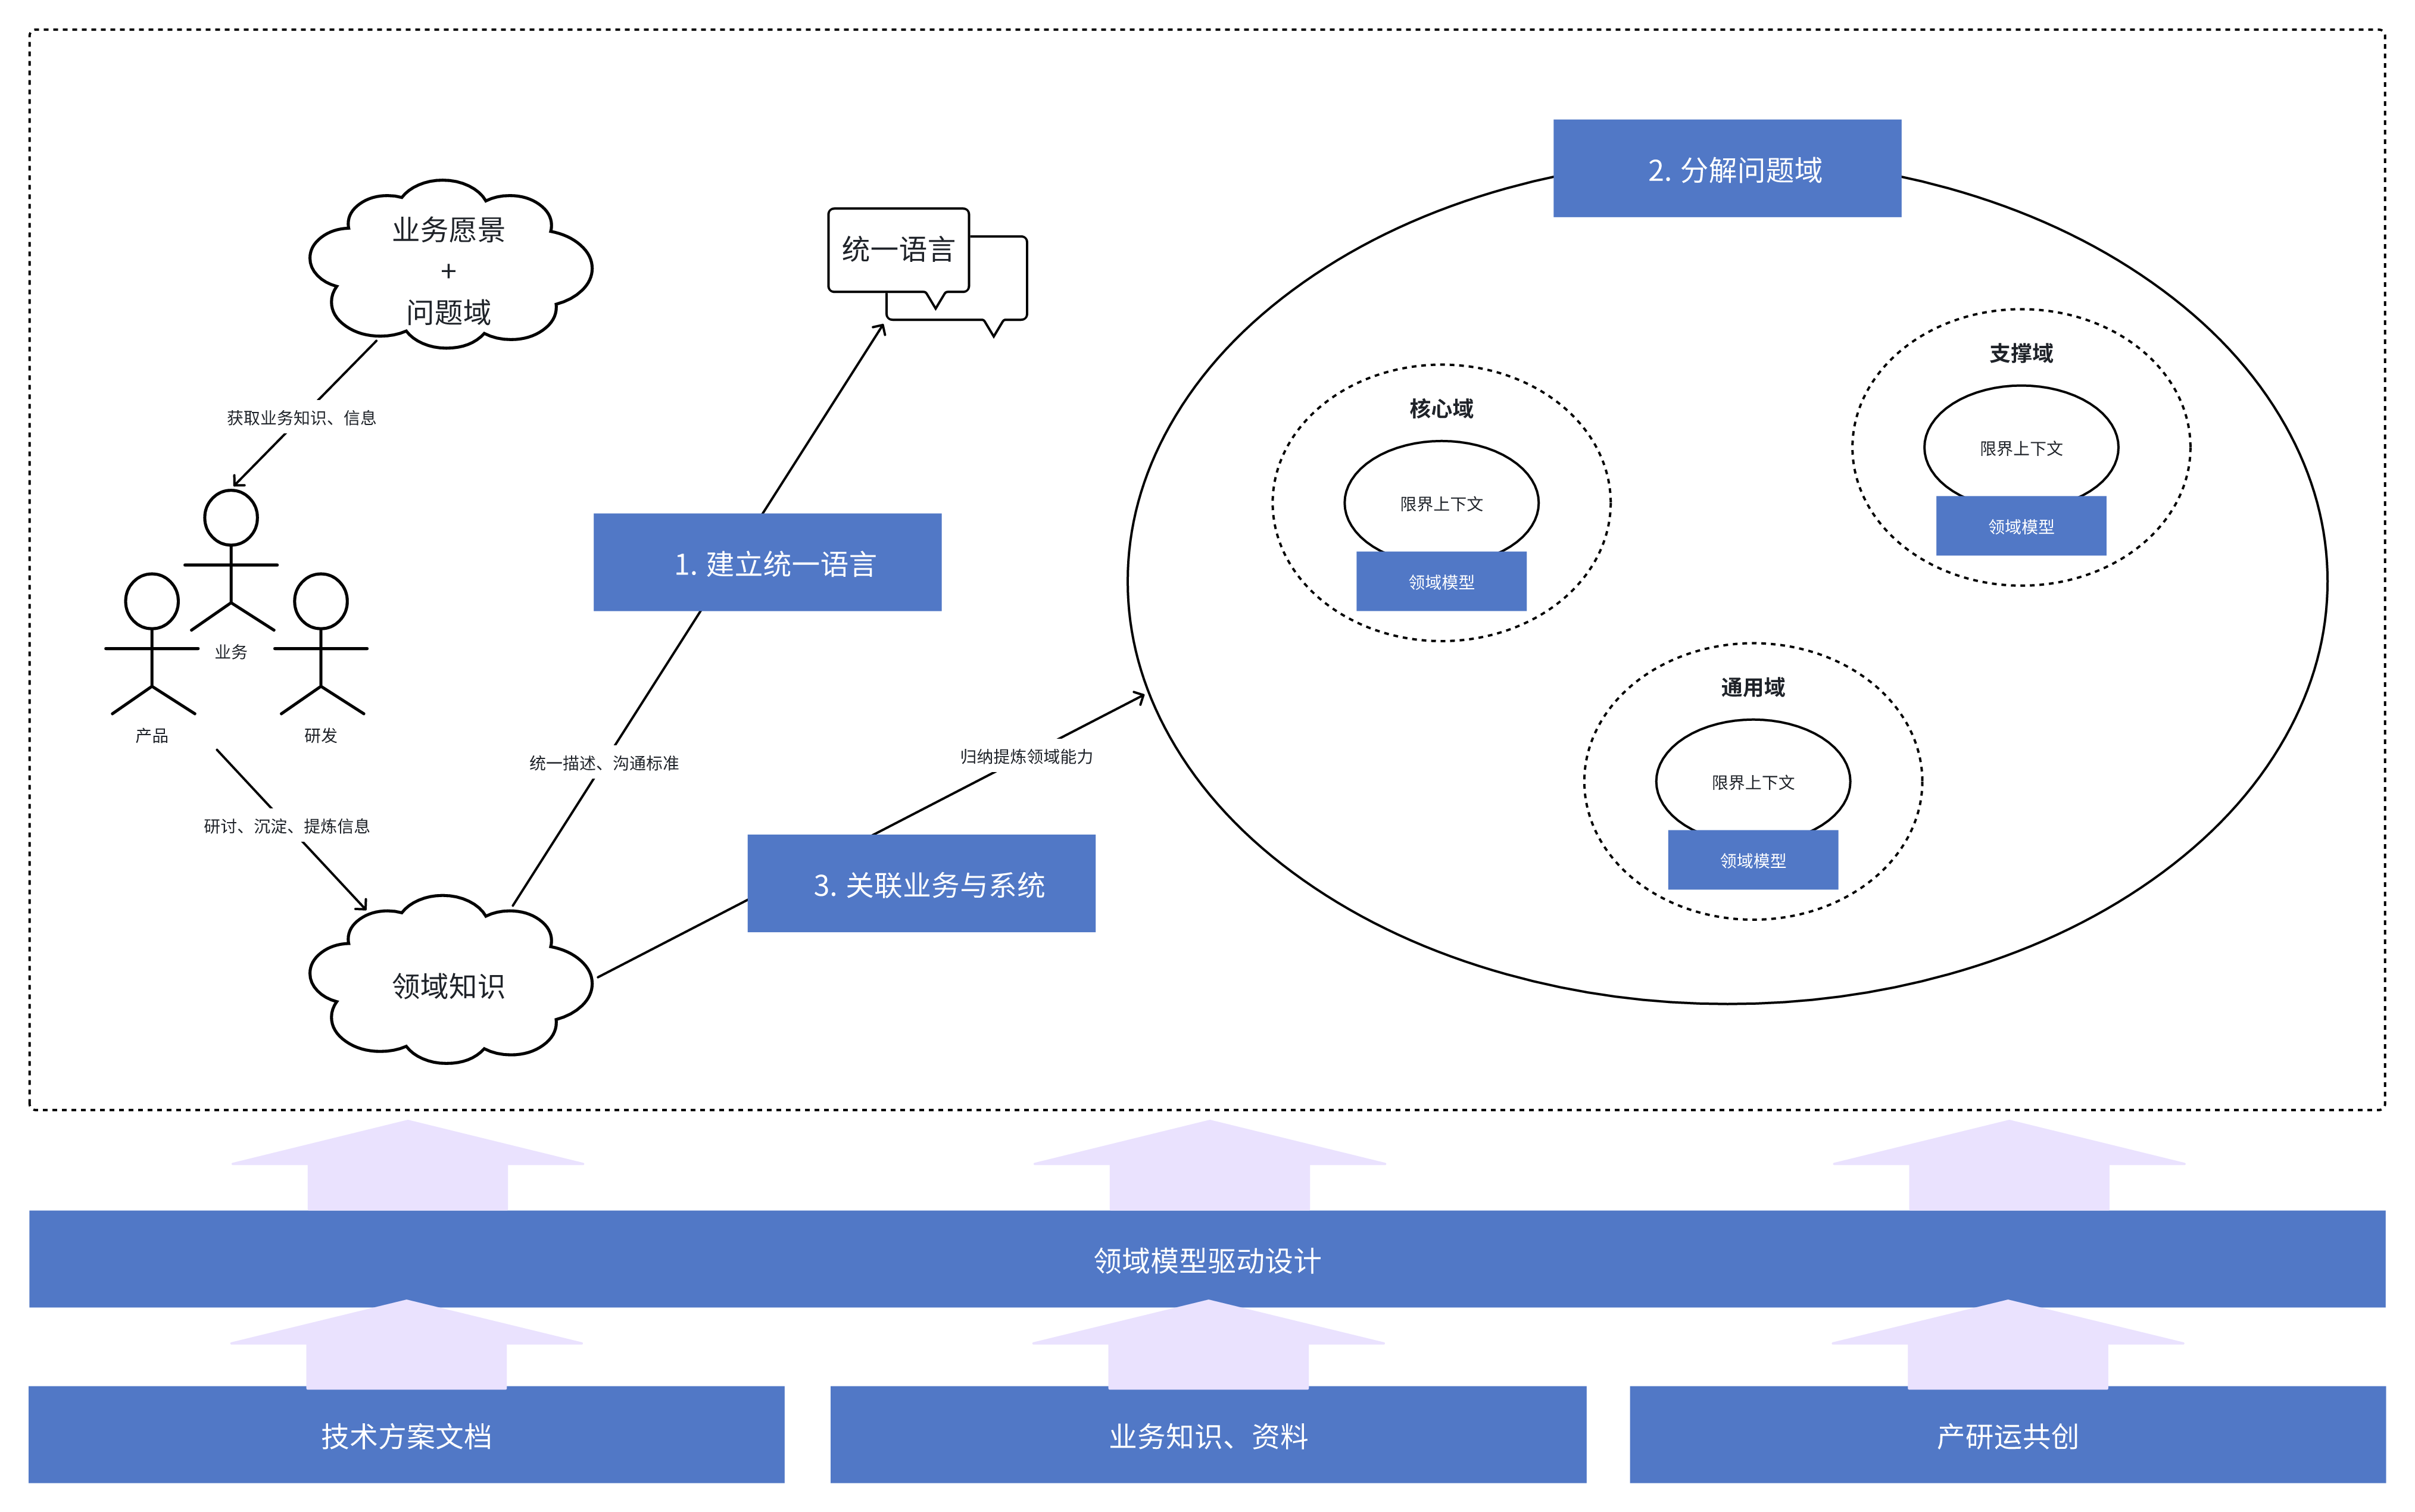 业务愿景
+
问题域
获取业务知识、信息
业务
产品
研发
研讨、沉淀、提炼信息
领域知识
统一语言
1. 建立统一语言
统一描述、沟通标准
3. 关联业务与系统
归纳提炼领域能力
2. 分解问题域
核心域
限界上下文
领域模型
支撑域
限界上下文
领域模型
通用域
限界上下文
领域模型
领域模型驱动设计
技术方案文档
业务知识、资料
产研运共创